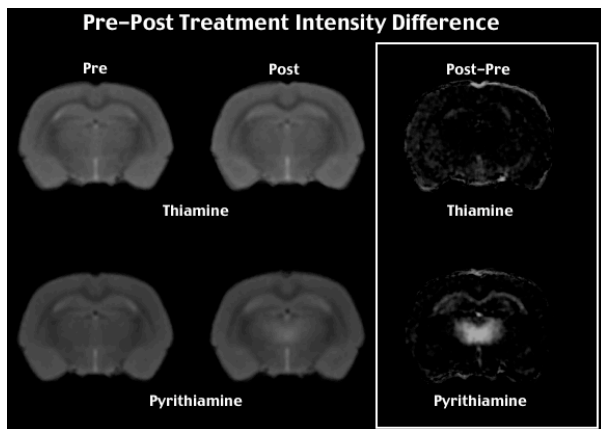 Pre-Post Treatment Intensity Difference
Pre
Post
Post-Pre
Thiamine
Thiamine
Pyrithiamine
Pyrithiamine